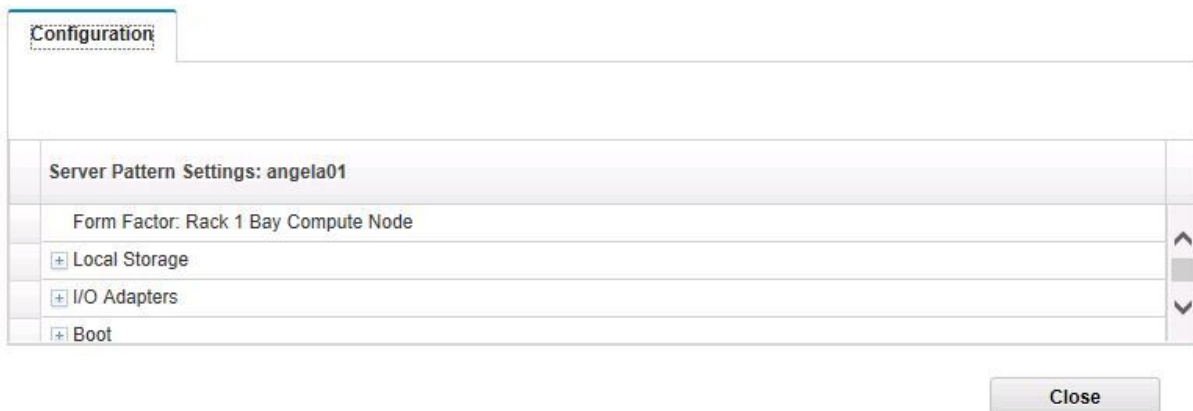 Configuration
Server Pattern Settings: angela01
Form Factor: Rack 1 Bay Compute Node
Local Storage
I/O Adapters
Boot
Close